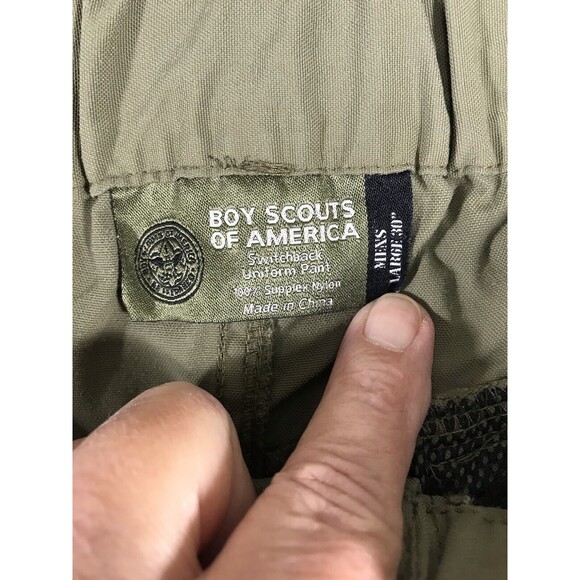 BOY SCOUTS
OF AMERICA
Switchback
Uniform Pant
100% Supplex Nylon
Made in China
MENS
LARGE 30"